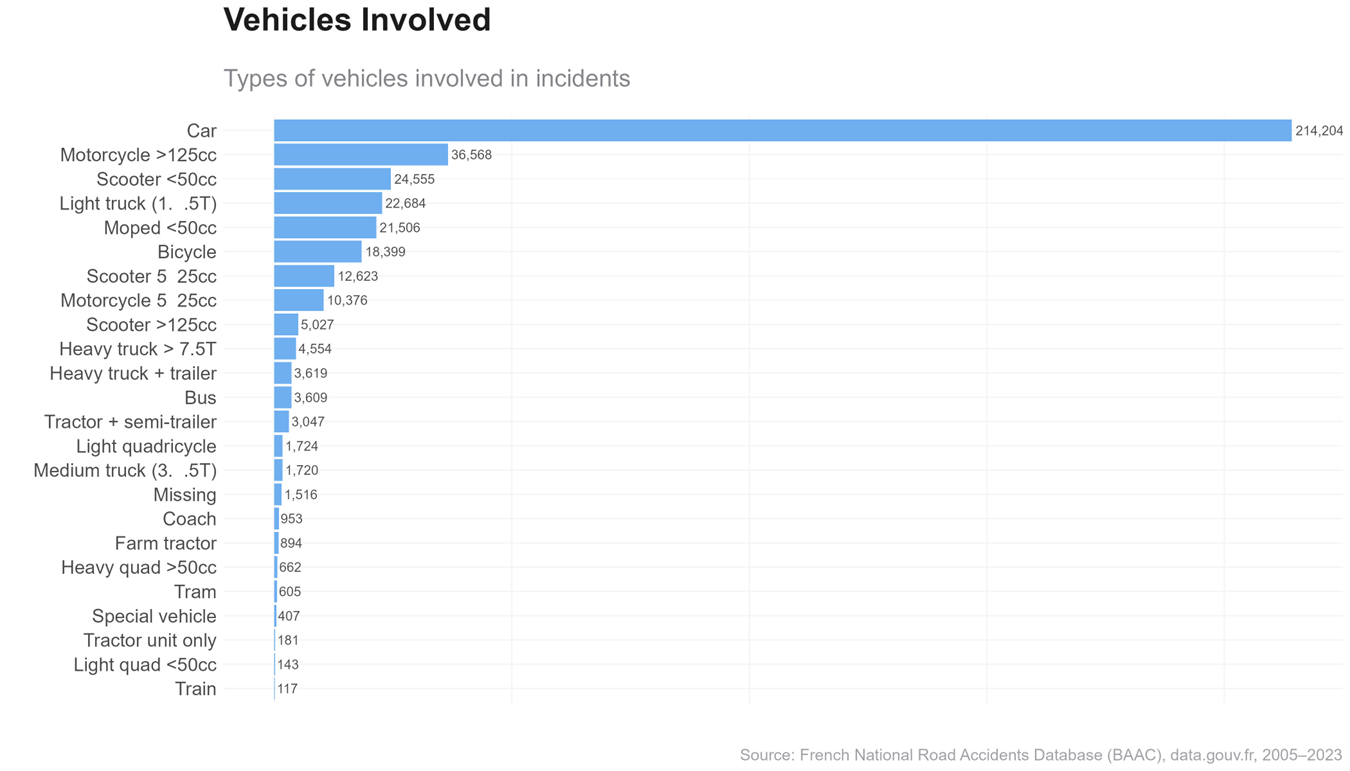 Vehicles Involved
Types of vehicles involved in incidents
Car 214,204
Motorcycle >125cc 36,568
Scooter <50cc 24,555
Light truck (1. .5T) 22,684
Moped <50cc 21,506
Bicycle 18,399
Scooter 5 25cc 12,623
Motorcycle 5 25cc 10,376
Scooter >125cc 5,027
Heavy truck > 7.5T 4,554
Heavy truck + trailer 3,619
Bus 3,609
Tractor + semi-trailer 3,047
Light quadricycle 1,724
Medium truck (3. .5T) 1,720
Missing 1,516
Coach 953
Farm tractor 894
Heavy quad >50cc 662
Tram 605
Special vehicle 407
Tractor unit only 181
Light quad <50cc 143
Train 117
Source: French National Road Accidents Database (BAAC), data.gouv.fr, 2005–2023